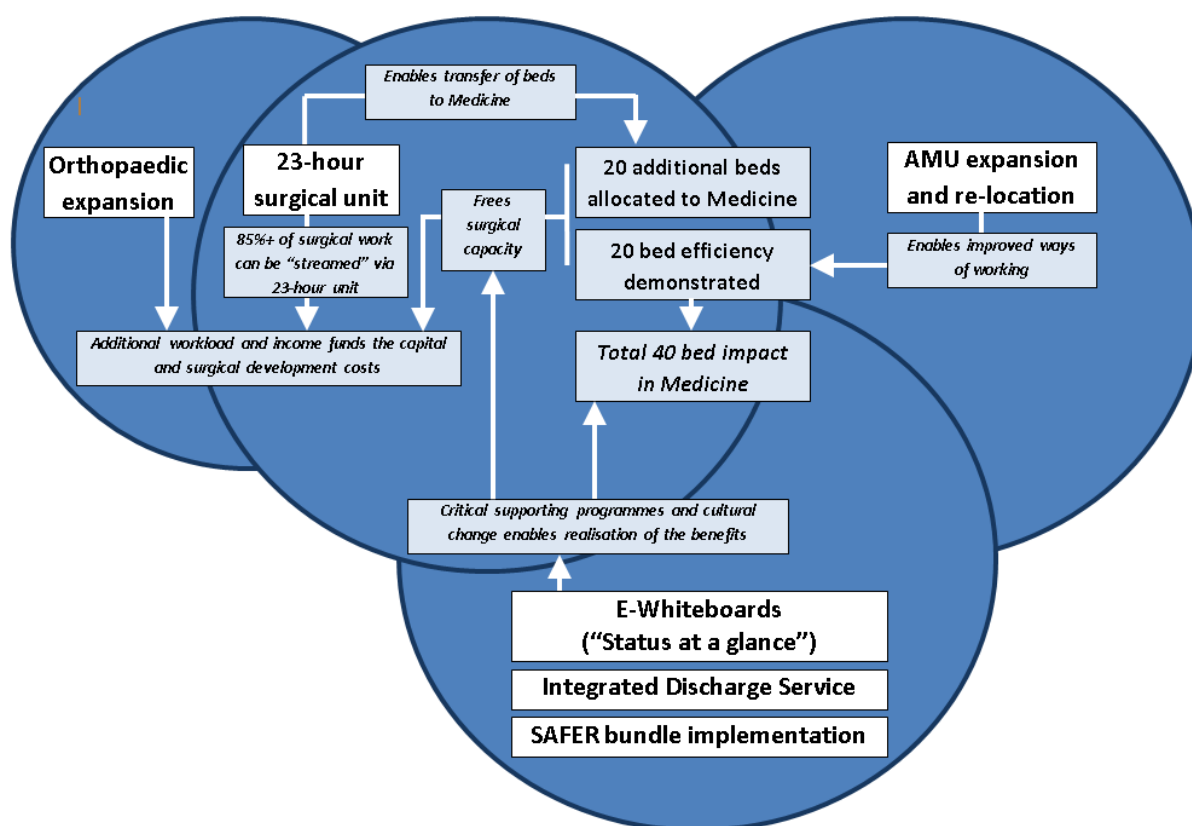 Enables transfer of beds
to Medicine
Orthopaedic
expansion
23-hour
surgical unit
20 additional beds
allocated to Medicine
AMU expansion
and re-location
Frees
surgical
capacity
85%+ of surgical work
can be “streamed” via
23-hour unit
20 bed efficiency
demonstrated
Enables improved ways
of working
Additional workload and income funds the capital
and surgical development costs
Total 40 bed impact
in Medicine
Critical supporting programmes and cultural
change enables realisation of the benefits
E-Whiteboards
(“Status at a glance”)
Integrated Discharge Service
SAFER bundle implementation